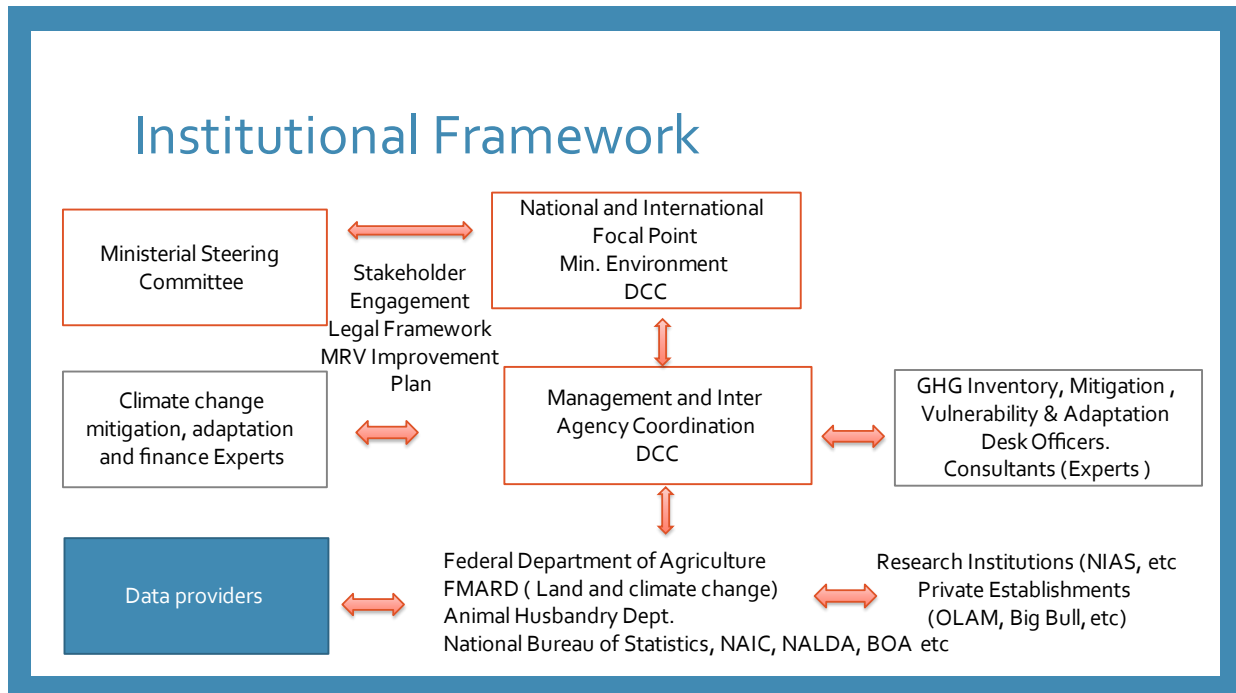 Institutional Framework
Ministerial Steering
Committee
National and International
Focal Point
Min. Environment
DCC
Stakeholder
Engagement
Legal Framework
MRV Improvement
Plan
Climate change
mitigation, adaptation
and finance Experts
Management and Inter
Agency Coordination
DCC
GHG Inventory, Mitigation ,
Vulnerability & Adaptation
Desk Officers.
Consultants (Experts )
Data providers
Federal Department of Agriculture
FMARD ( Land and climate change)
Animal Husbandry Dept.
National Bureau of Statistics, NAIC, NALDA, BOA etc
Research Institutions (NIAS, etc
Private Establishments
(OLAM, Big Bull, etc)